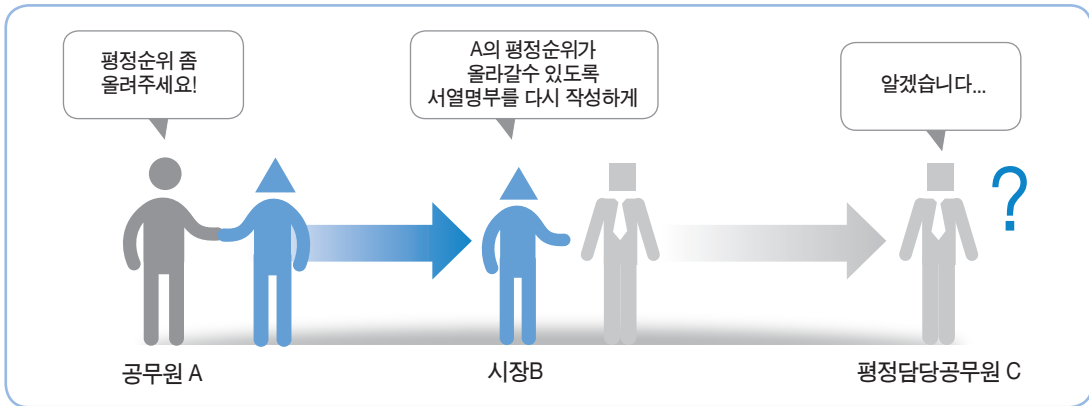 평정순위 좀
올려주세요!
A의 평정순위가
올라갈수 있도록
서열명부를 다시 작성하게
알겠습니다...
?
공무원 A
시장B
평정담당공무원 C